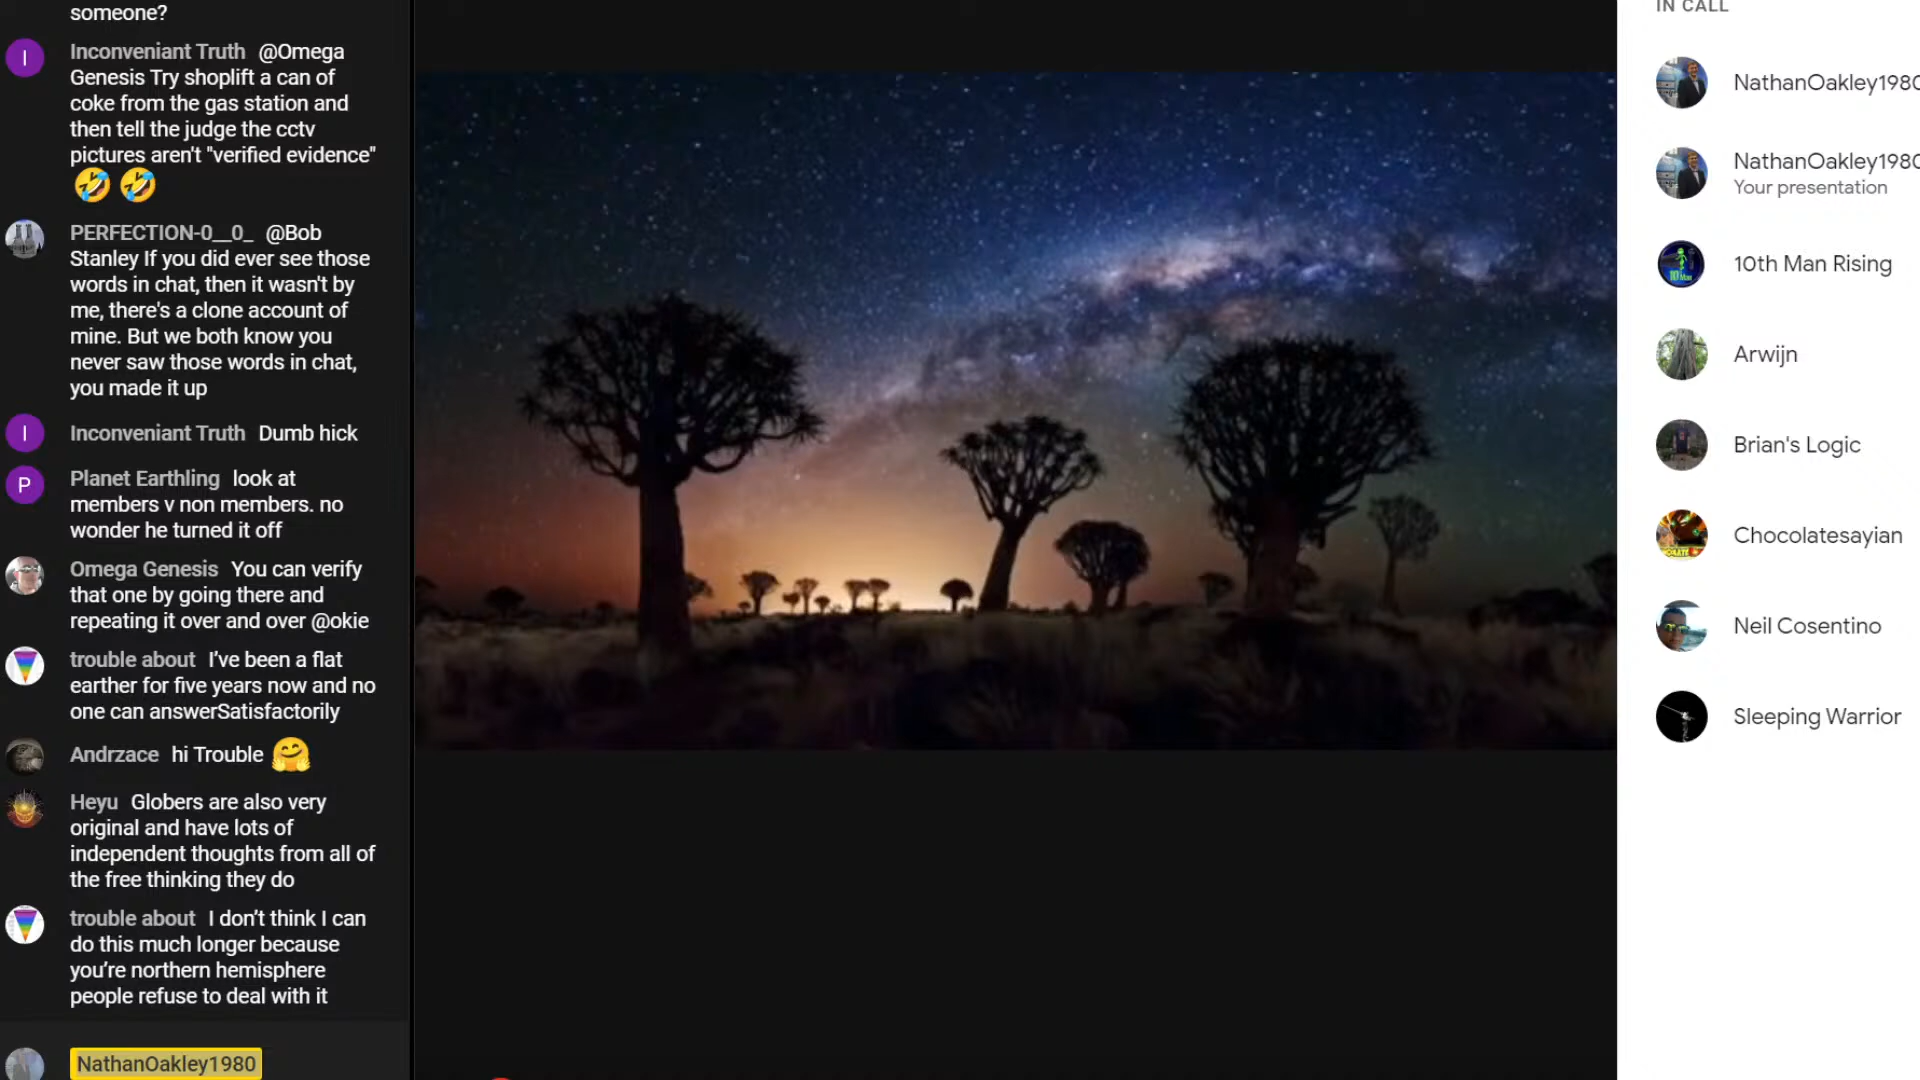 someone?
Inconveniant Truth @Omega
Genesis Try shoplift a can of
coke from the gas station and
then tell the judge the cctv
pictures aren't "verified evidence"
🤣 🤣
PERFECTION-0__0_ @Bob
Stanley If you did ever see those
words in chat, then it wasn't by
me, there's a clone account of
mine. But we both know you
never saw those words in chat,
you made it up
Inconveniant Truth Dumb hick
Planet Earthling look at
members v non members. no
wonder he turned it off
Omega Genesis You can verify
that one by going there and
repeating it over and over @okie
trouble about I've been a flat
earther for five years now and no
one can answerSatisfactorily
Andrzace hi Trouble 🤗
Heyu Globers are also very
original and have lots of
independent thoughts from all of
the free thinking they do
trouble about I don't think I can
do this much longer because
you're northern hemisphere
people refuse to deal with it
NathanOakley1980
IN CALL
NathanOakley1980
NathanOakley1980
Your presentation
10th Man Rising
Arwijn
Brian's Logic
Chocolatesayian
Neil Cosentino
Sleeping Warrior
I
I
P